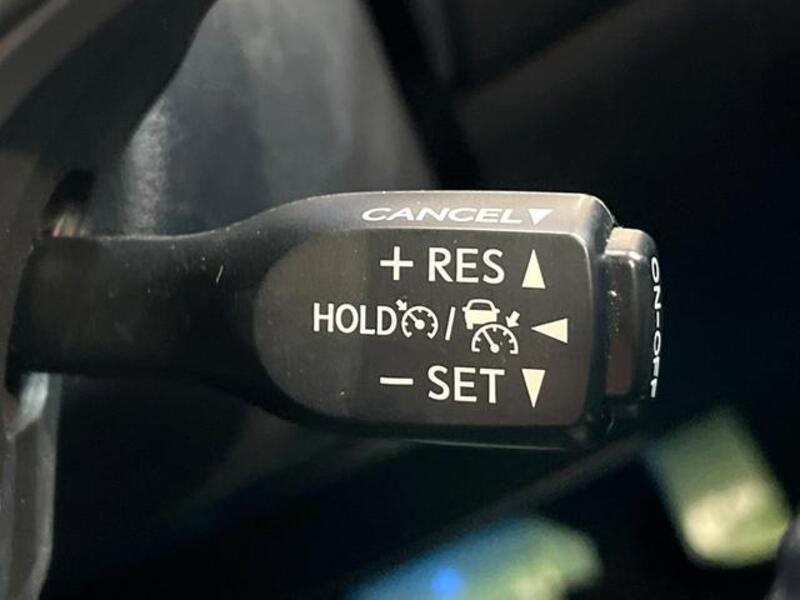 CANCEL▼
+ RES ▲
HOLD / ◀
− SET ▼
ON-OFF